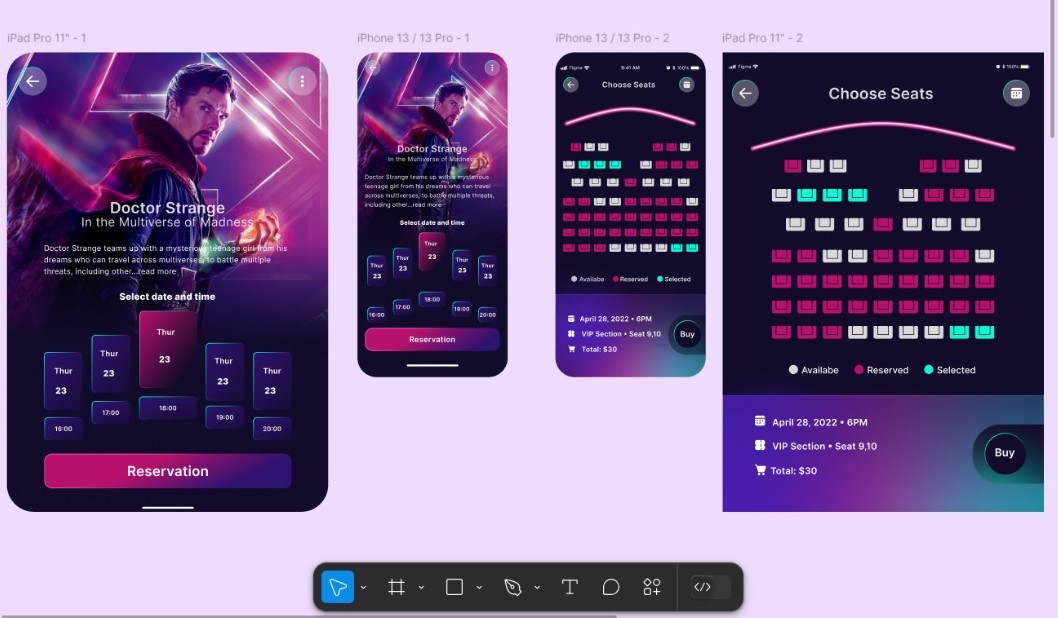 iPad Pro 11" - 1
Doctor Strange
In the Multiverse of Madness
Doctor Strange teams up with a mysterious teenage girl from his
dreams who can travel across multiverses, to battle multiple
threats, including other...read more
Select date and time
Thur
23
Thur
23
Thur
23
Thur
23
Thur
23
16:00
17:00
18:00
19:00
20:00
Reservation
iPhone 13 / 13 Pro - 1
Doctor Strange
In the Multiverse of Madness
Doctor Strange teams up with a mysterious
teenage girl from his dreams who can travel
across multiverses, to battle multiple threats,
including other...read more
Select date and time
Thur
23
Thur
23
Thur
23
Thur
23
Thur
23
16:00
17:00
18:00
19:00
20:00
Reservation
iPhone 13 / 13 Pro - 2
Figma
9:41 AM
100%
Choose Seats
Availabe
Reserved
Selected
April 28, 2022 • 6PM
VIP Section • Seat 9,10
Total: $30
Buy
iPad Pro 11" - 2
Figma
100%
Choose Seats
Availabe
Reserved
Selected
April 28, 2022 • 6PM
VIP Section • Seat 9,10
Total: $30
Buy